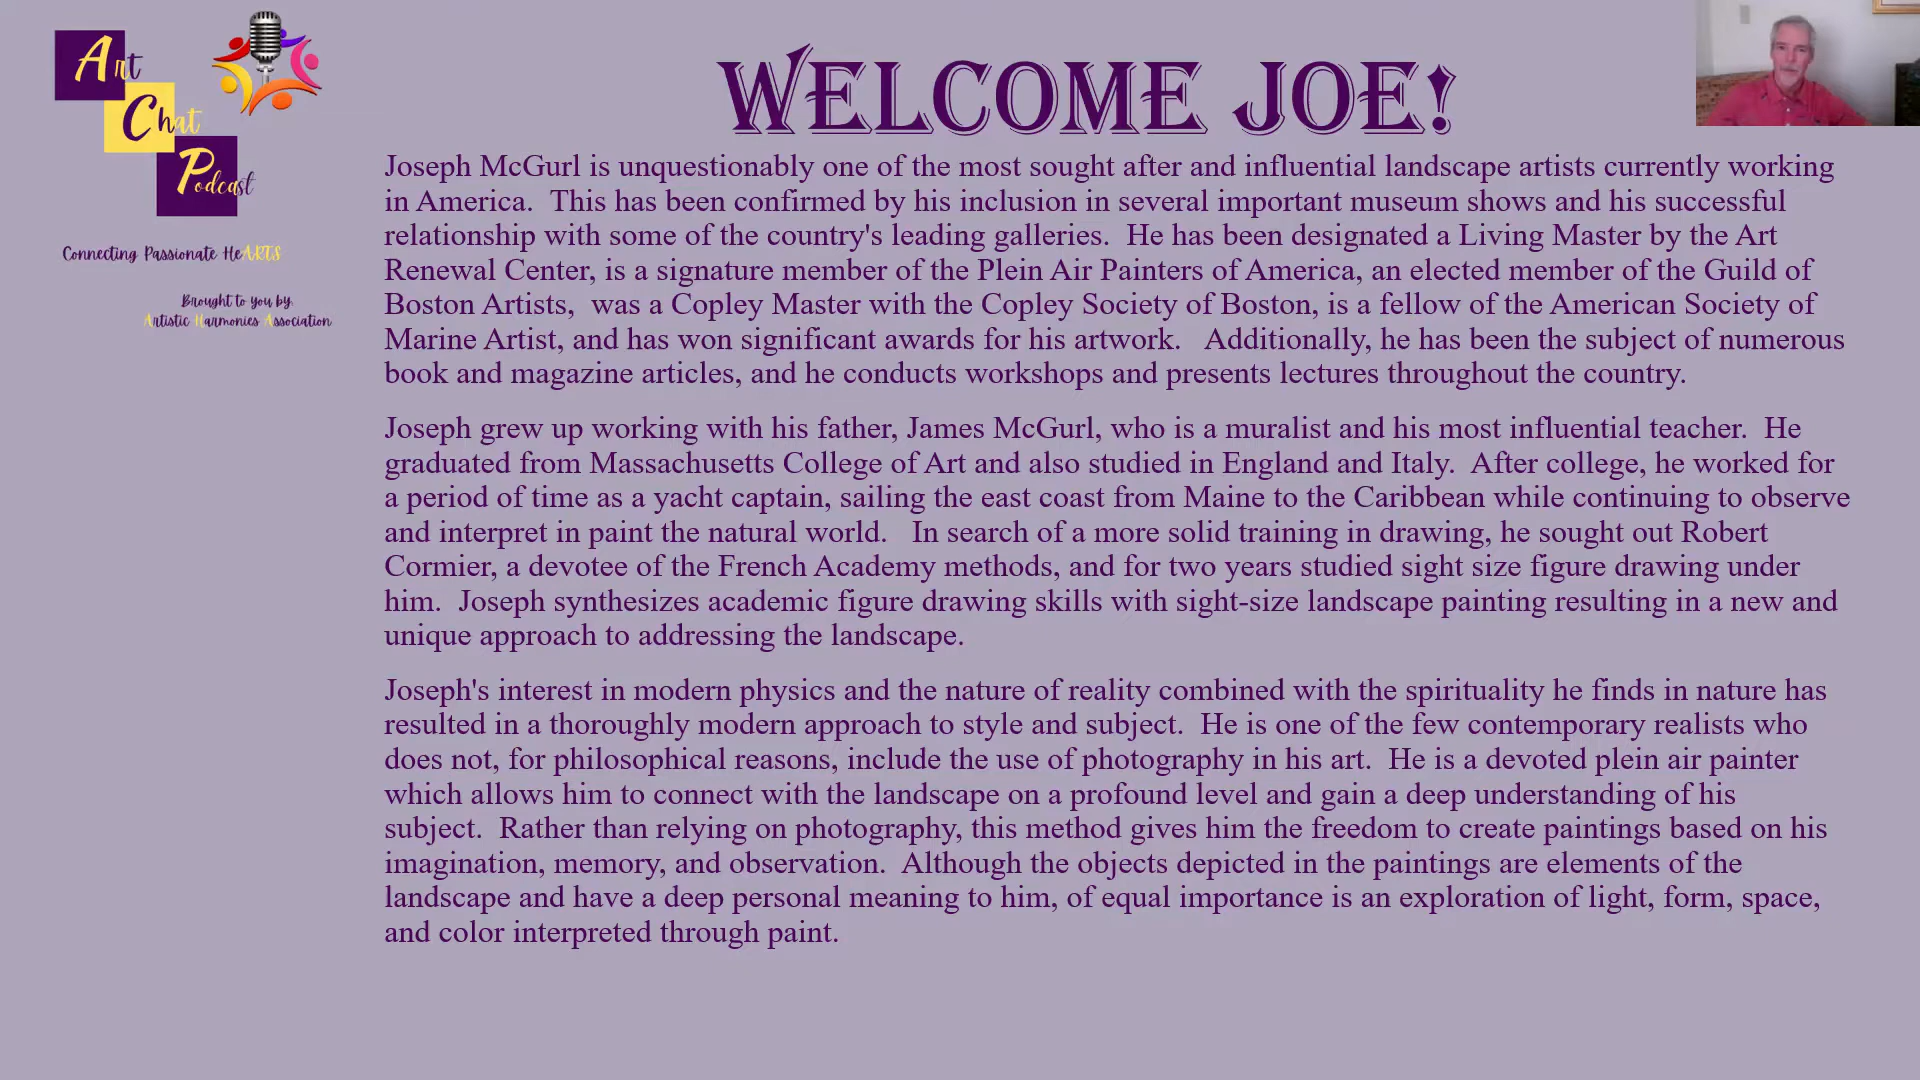 Art
Chat
Podcast
Connecting Passionate HeARTS
Brought to you by,
Artistic Harmonies Association
WELCOME JOE!
Joseph McGurl is unquestionably one of the most sought after and influential landscape artists currently working
in America.  This has been confirmed by his inclusion in several important museum shows and his successful
relationship with some of the country's leading galleries.  He has been designated a Living Master by the Art
Renewal Center, is a signature member of the Plein Air Painters of America, an elected member of the Guild of
Boston Artists,  was a Copley Master with the Copley Society of Boston, is a fellow of the American Society of
Marine Artist, and has won significant awards for his artwork.   Additionally, he has been the subject of numerous
book and magazine articles, and he conducts workshops and presents lectures throughout the country.
Joseph grew up working with his father, James McGurl, who is a muralist and his most influential teacher.  He
graduated from Massachusetts College of Art and also studied in England and Italy.  After college, he worked for
a period of time as a yacht captain, sailing the east coast from Maine to the Caribbean while continuing to observe
and interpret in paint the natural world.   In search of a more solid training in drawing, he sought out Robert
Cormier, a devotee of the French Academy methods, and for two years studied sight size figure drawing under
him.  Joseph synthesizes academic figure drawing skills with sight-size landscape painting resulting in a new and
unique approach to addressing the landscape.
Joseph's interest in modern physics and the nature of reality combined with the spirituality he finds in nature has
resulted in a thoroughly modern approach to style and subject.  He is one of the few contemporary realists who
does not, for philosophical reasons, include the use of photography in his art.  He is a devoted plein air painter
which allows him to connect with the landscape on a profound level and gain a deep understanding of his
subject.  Rather than relying on photography, this method gives him the freedom to create paintings based on his
imagination, memory, and observation.  Although the objects depicted in the paintings are elements of the
landscape and have a deep personal meaning to him, of equal importance is an exploration of light, form, space,
and color interpreted through paint.